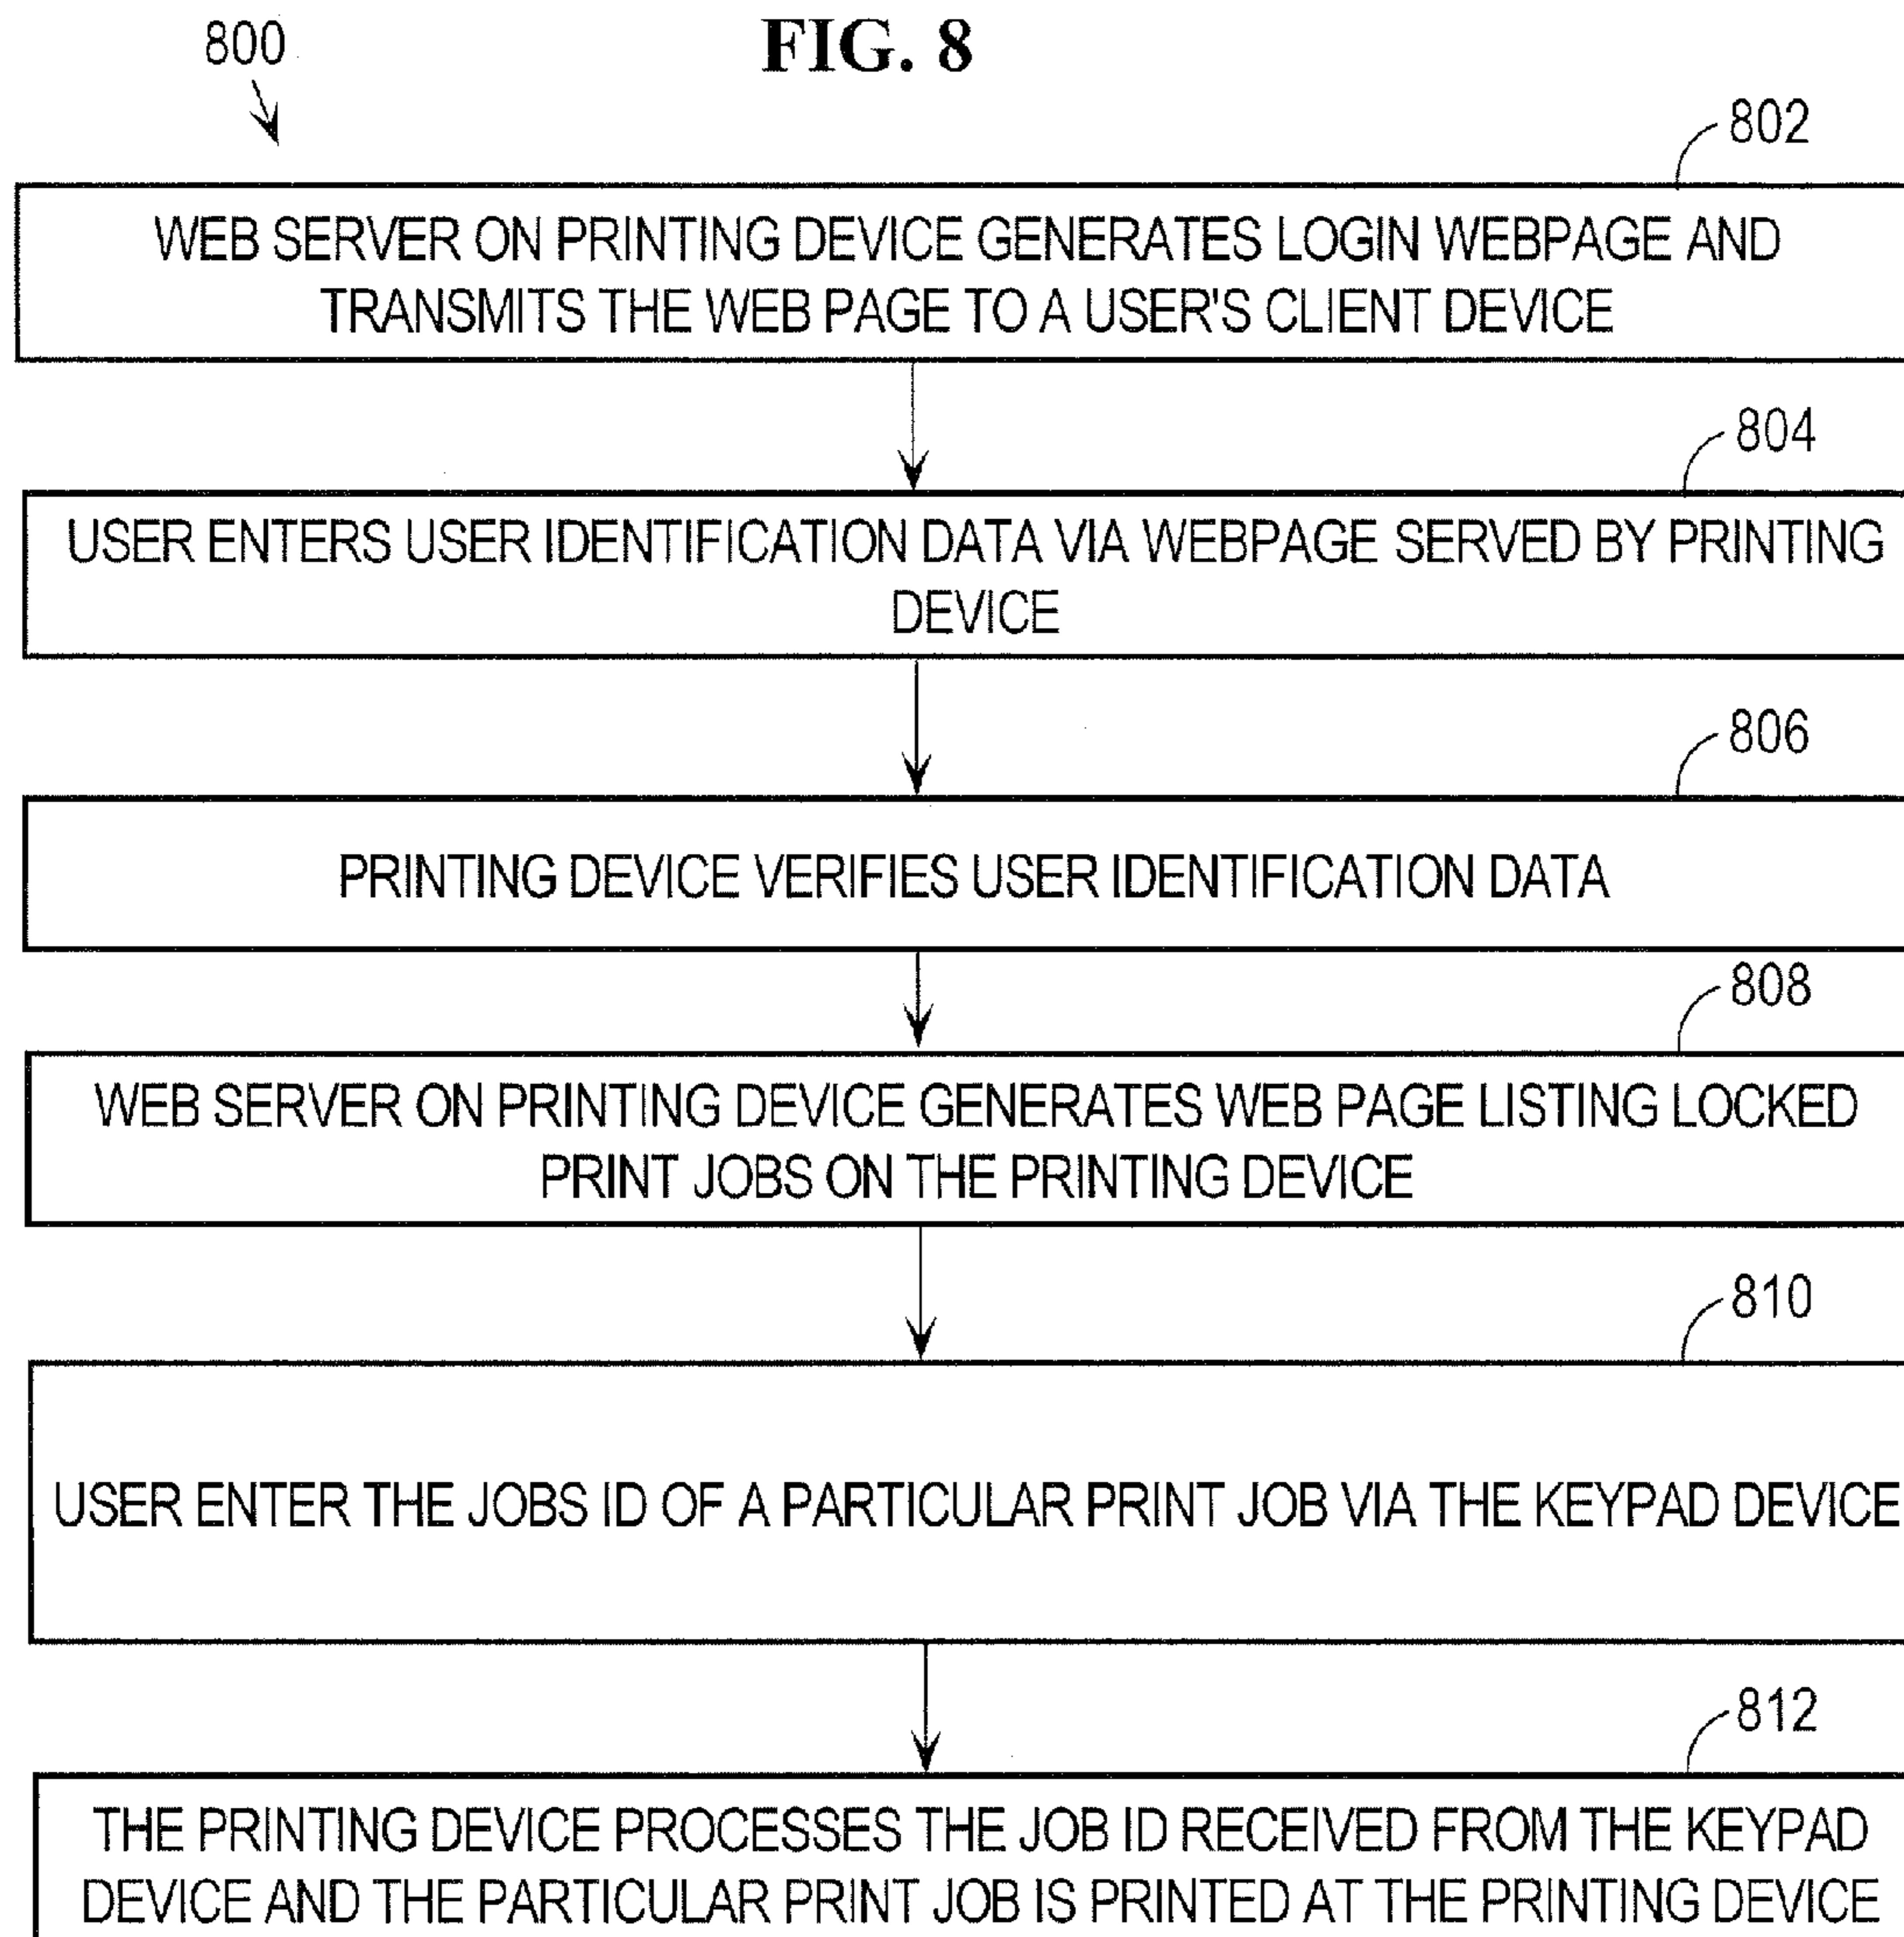 800
FIG. 8
802
WEB SERVER ON PRINTING DEVICE GENERATES LOGIN WEBPAGE AND
TRANSMITS THE WEB PAGE TO A USER'S CLIENT DEVICE
804
USER ENTERS USER IDENTIFICATION DATA VIA WEBPAGE SERVED BY PRINTING
DEVICE
806
PRINTING DEVICE VERIFIES USER IDENTIFICATION DATA
808
WEB SERVER ON PRINTING DEVICE GENERATES WEB PAGE LISTING LOCKED
PRINT JOBS ON THE PRINTING DEVICE
810
USER ENTER THE JOBS ID OF A PARTICULAR PRINT JOB VIA THE KEYPAD DEVICE
812
THE PRINTING DEVICE PROCESSES THE JOB ID RECEIVED FROM THE KEYPAD
DEVICE AND THE PARTICULAR PRINT JOB IS PRINTED AT THE PRINTING DEVICE